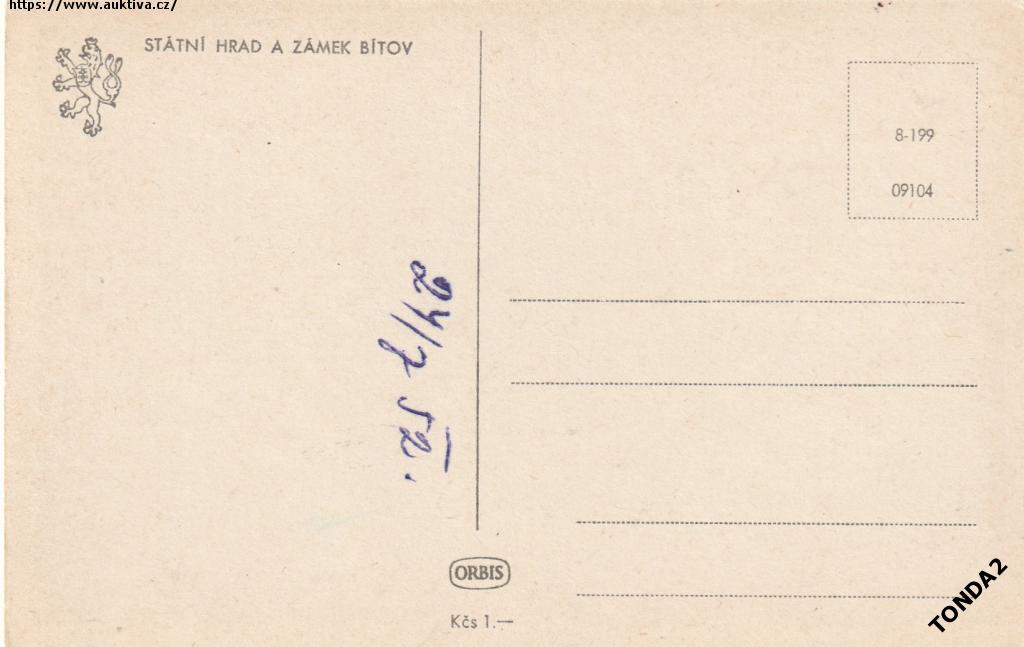 https://www.auktiva.cz/
STÁTNÍ HRAD A ZÁMEK BÍTOV
8-199
09104
24/7 52.
ORBIS
Kčs 1.—
TONDA2